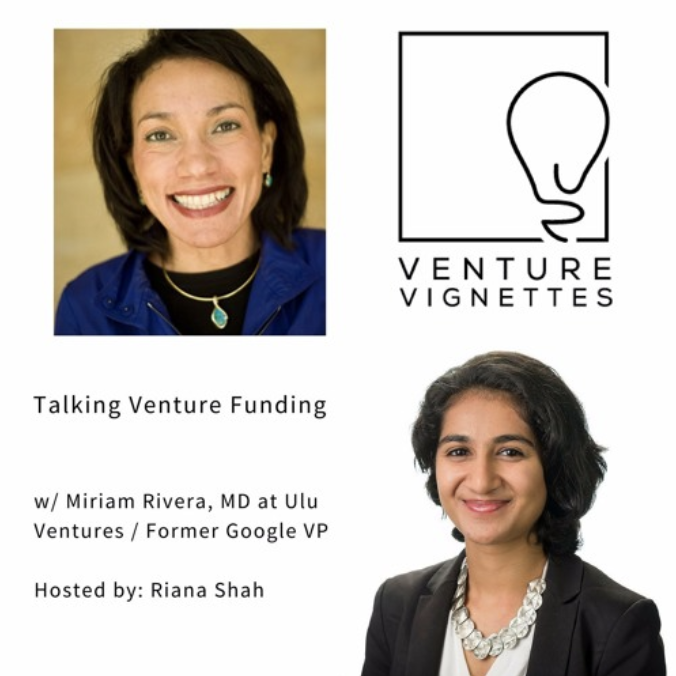 VENTURE
VIGNETTES
Talking Venture Funding
w/ Miriam Rivera, MD at Ulu
Ventures / Former Google VP
Hosted by: Riana Shah